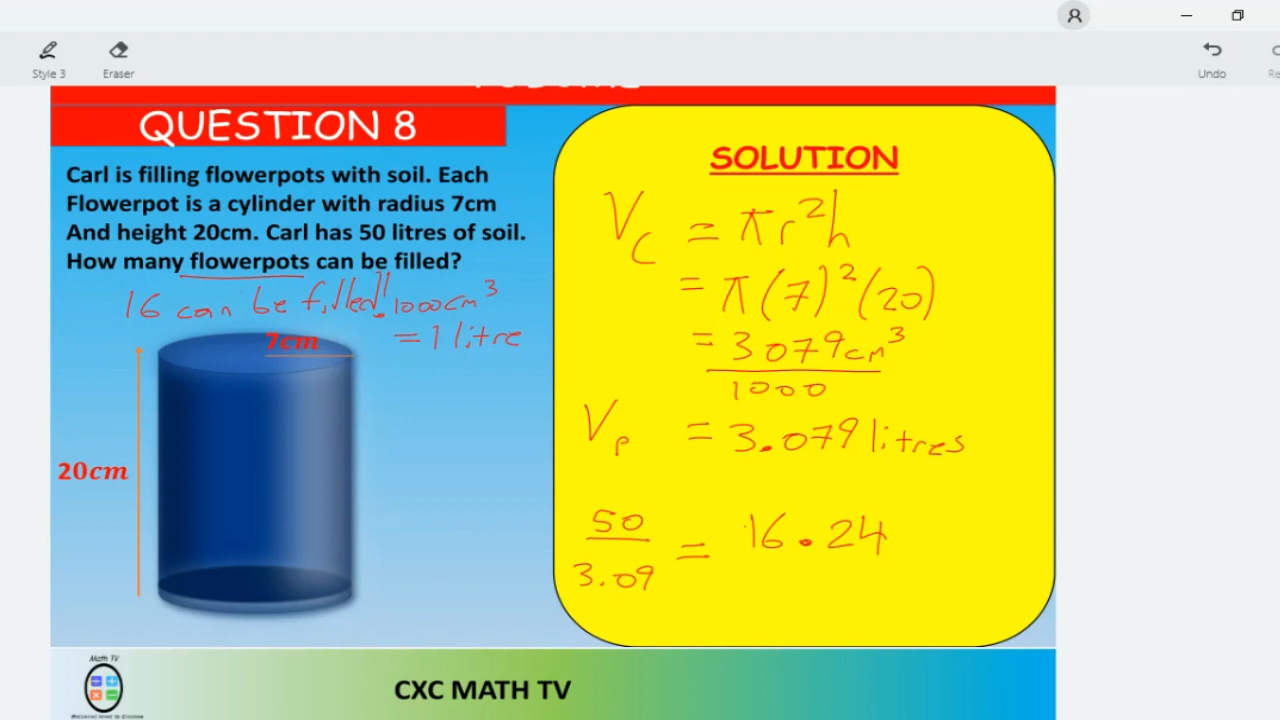 Style 3
Eraser
Undo
QUESTION 8
Carl is filling flowerpots with soil. Each
Flowerpot is a cylinder with radius 7cm
And height 20cm. Carl has 50 litres of soil.
How many flowerpots can be filled?
16 can be filled!!
1000cm³
= 1 litre
7cm
20cm
SOLUTION
V_C = πr²h
= π(7)²(20)
= 3079cm³
1000
V_P = 3.079 litres
50
3.09
= 16.24
Math TV
CXC MATH TV